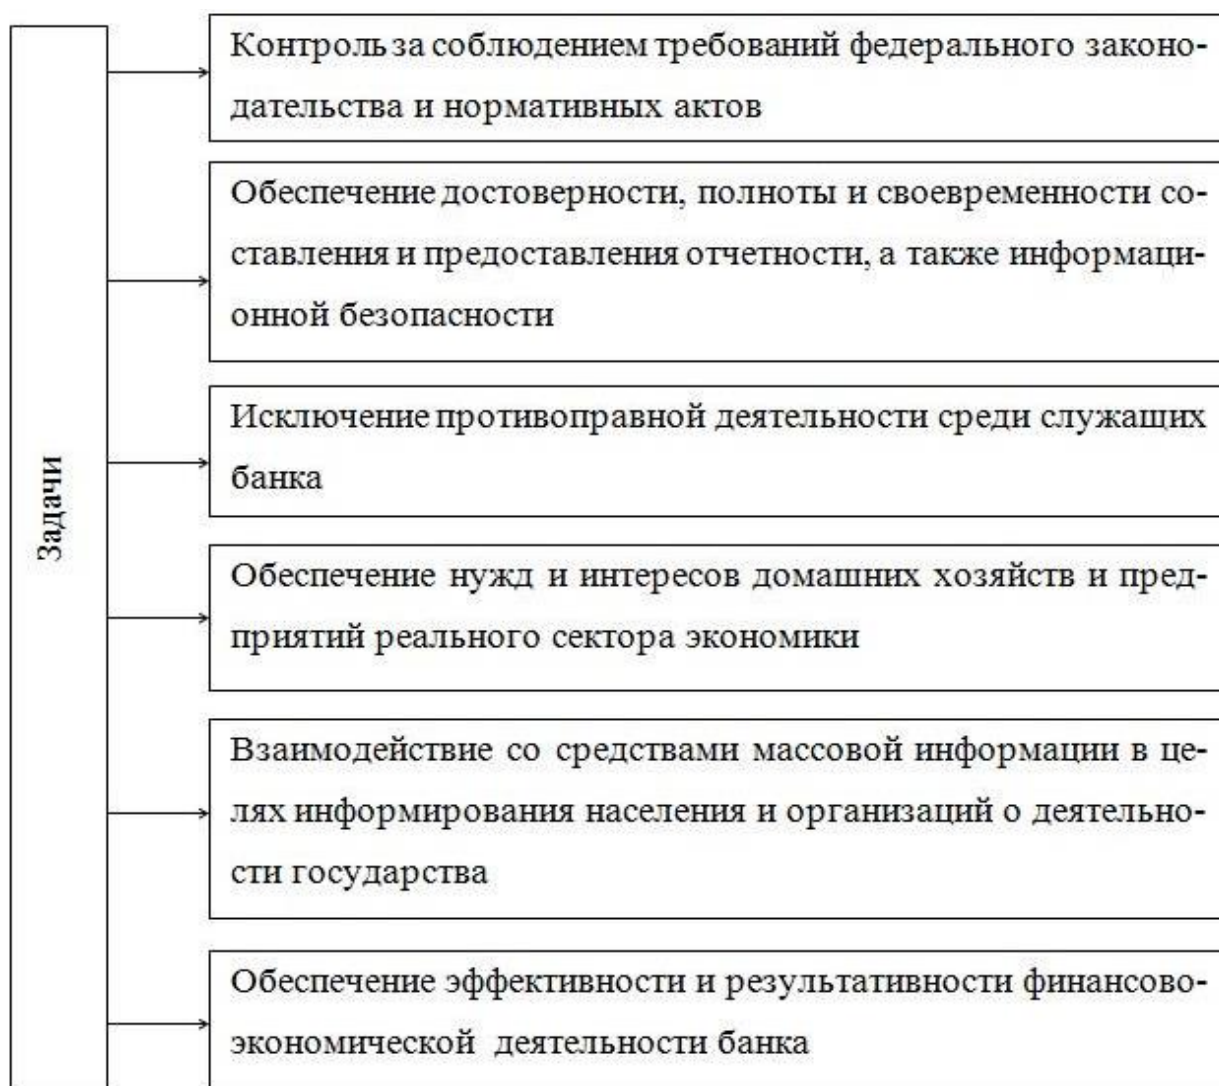 Задачи
Контроль за соблюдением требований федерального законо-
дательства и нормативных актов
Обеспечение достоверности, полноты и своевременности со-
ставления и предоставления отчетности, а также информаци-
онной безопасности
Исключение противоправной деятельности среди служащих
банка
Обеспечение нужд и интересов домашних хозяйств и пред-
приятий реального сектора экономики
Взаимодействие со средствами массовой информации в це-
лях информирования населения и организаций о деятельно-
сти государства
Обеспечение эффективности и результативности финансово-
экономической деятельности банка